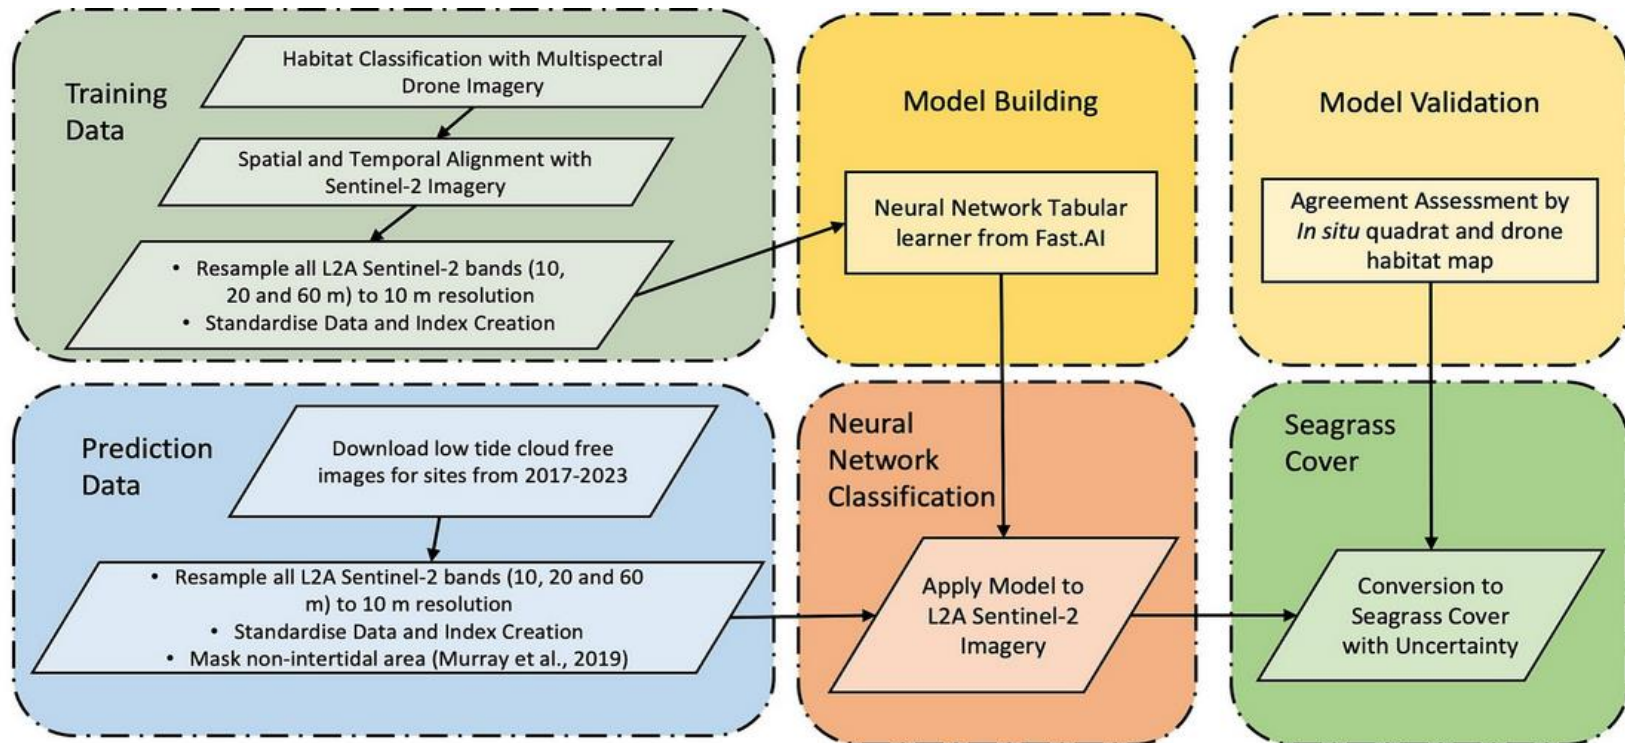 Training
Data
Habitat Classification with Multispectral
Drone Imagery
Spatial and Temporal Alignment with
Sentinel-2 Imagery
• Resample all L2A Sentinel-2 bands (10,
20 and 60 m) to 10 m resolution
• Standardise Data and Index Creation
Model Building
Neural Network Tabular
learner from Fast.AI
Model Validation
Agreement Assessment by
In situ quadrat and drone
habitat map
Prediction
Data
Download low tide cloud free
images for sites from 2017-2023
• Resample all L2A Sentinel-2 bands (10, 20 and 60
m) to 10 m resolution
• Standardise Data and Index Creation
• Mask non-intertidal area (Murray et al., 2019)
Neural
Network
Classification
Apply Model to
L2A Sentinel-2
Imagery
Seagrass
Cover
Conversion to
Seagrass Cover
with Uncertainty